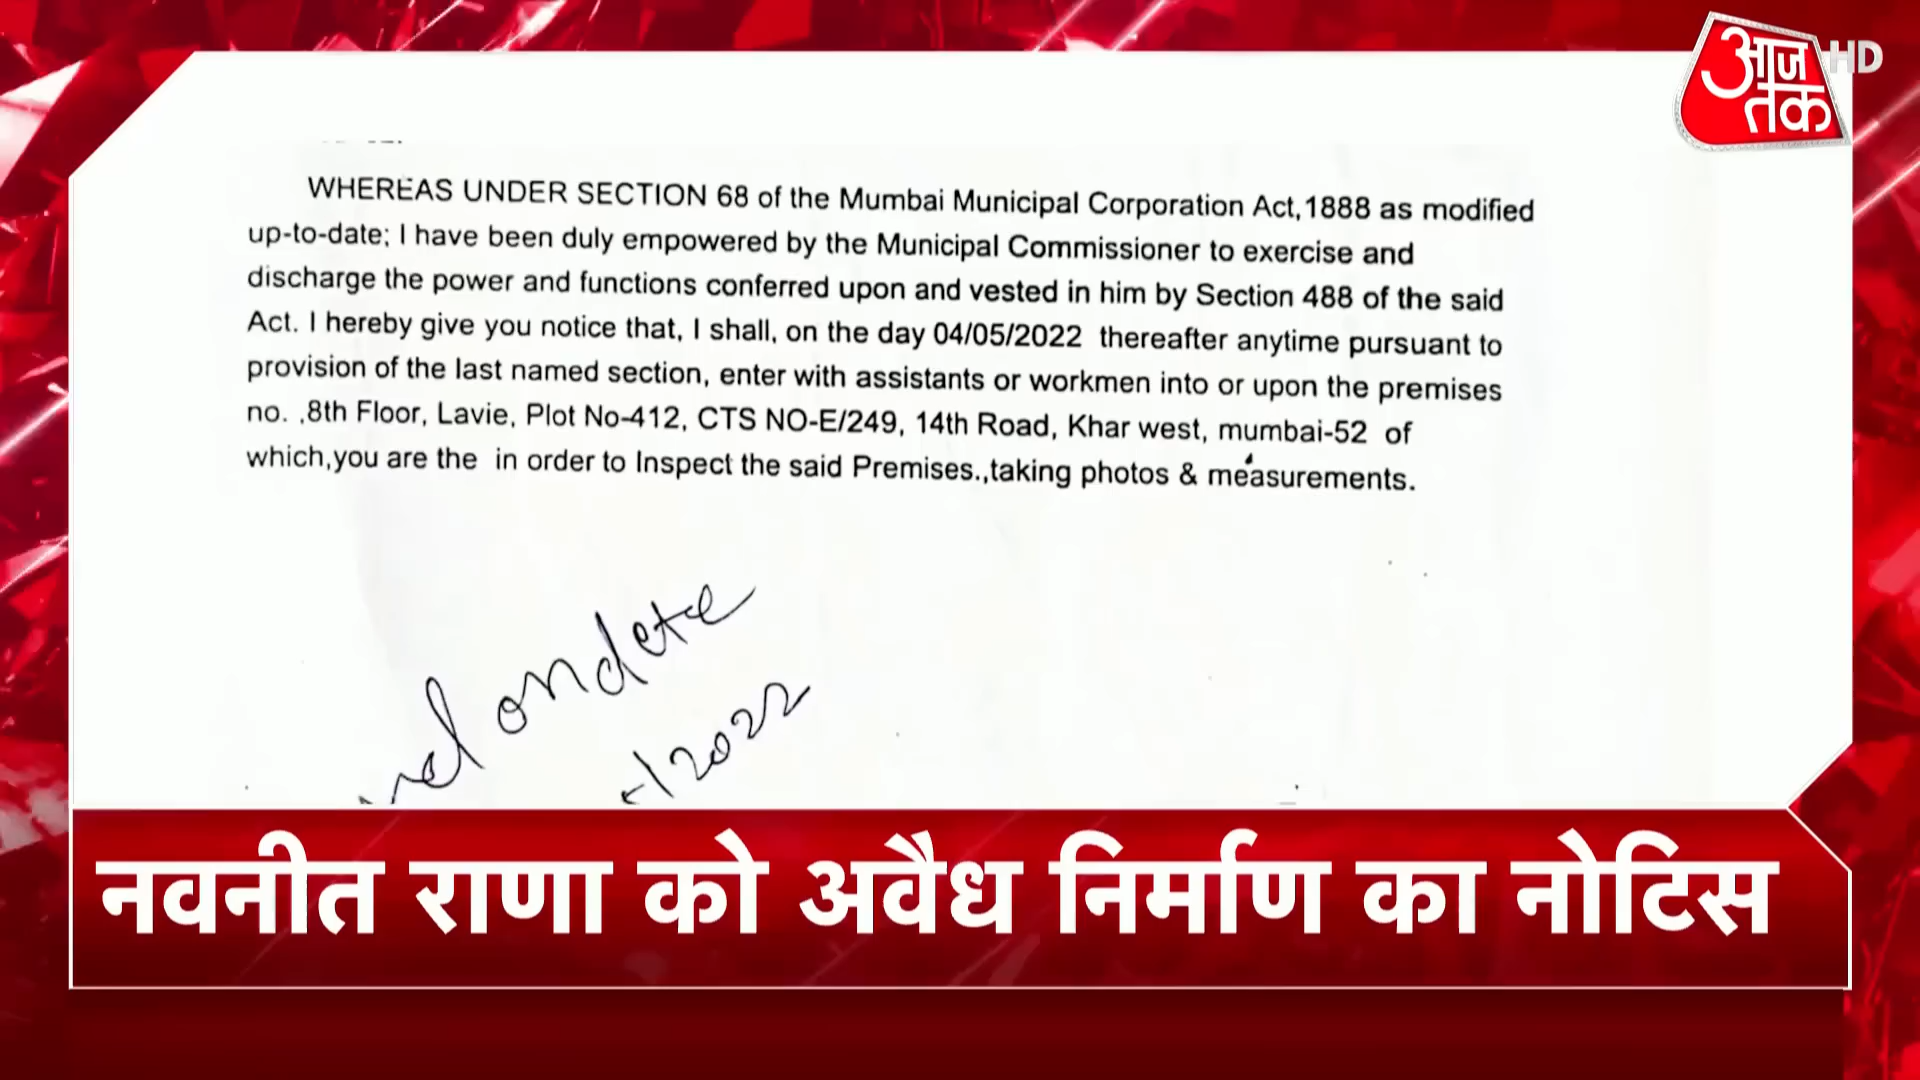 आज
तक
HD
WHEREAS UNDER SECTION 68 of the Mumbai Municipal Corporation Act,1888 as modified
up-to-date; I have been duly empowered by the Municipal Commissioner to exercise and
discharge the power and functions conferred upon and vested in him by Section 488 of the said
Act. I hereby give you notice that, I shall, on the day 04/05/2022 thereafter anytime pursuant to
provision of the last named section, enter with assistants or workmen into or upon the premises
no. ,8th Floor, Lavie, Plot No-412, CTS NO-E/249, 14th Road, Khar west, mumbai-52 of
which,you are the in order to Inspect the said Premises.,taking photos & measurements.
/2022
नवनीत राणा को अवैध निर्माण का नोटिस